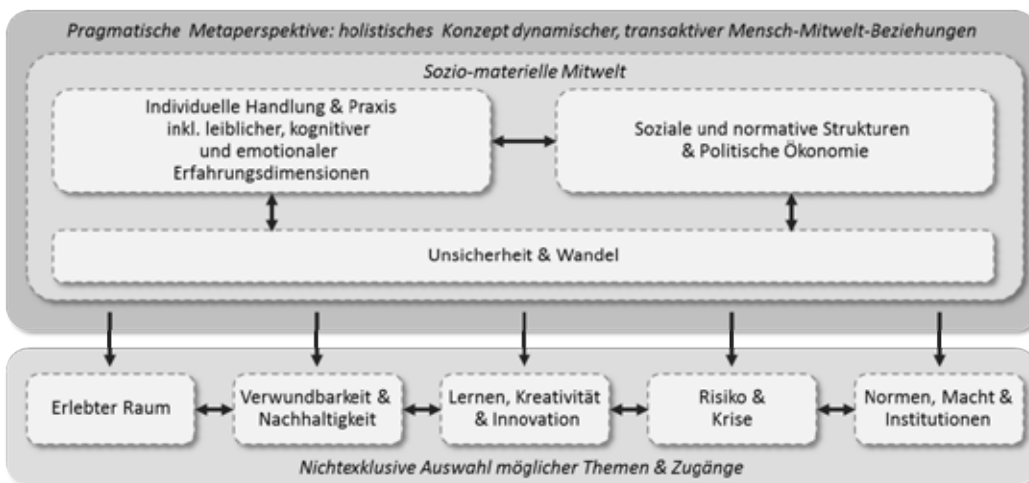 Pragmatische Metaperspektive: holistisches Konzept dynamischer, transaktiver Mensch-Mitwelt-Beziehungen
Sozio-materielle Mitwelt
Individuelle Handlung & Praxis
inkl. leiblicher, kognitiver
und emotionaler
Erfahrungsdimensionen
Soziale und normative Strukturen
& Politische Ökonomie
Unsicherheit & Wandel
Erlebter Raum
Verwundbarkeit &
Nachhaltigkeit
Lernen, Kreativität
& Innovation
Risiko &
Krise
Normen, Macht &
Institutionen
Nichtexklusive Auswahl möglicher Themen & Zugänge